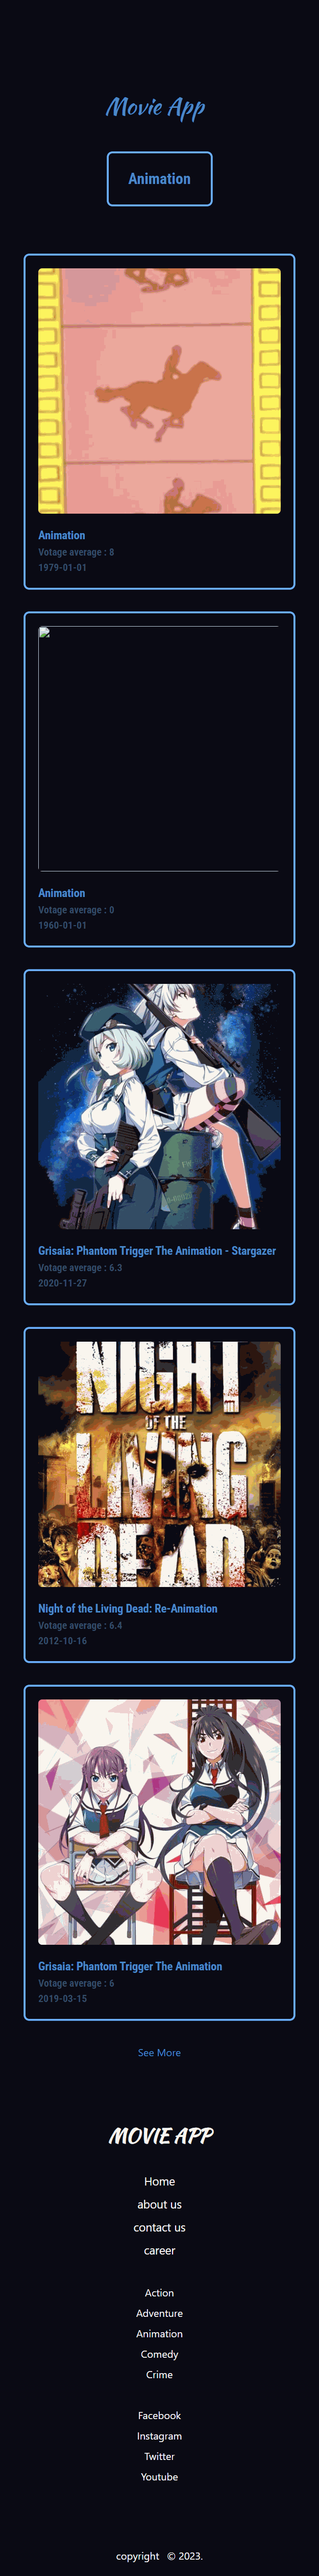 Movie App
Animation
Animation
Votage average : 8
1979-01-01
Animation
Votage average : 0
1960-01-01
Grisaia: Phantom Trigger The Animation - Stargazer
Votage average : 6.3
2020-11-27
NIGHT
OF THE
LIVING
DEAD
Night of the Living Dead: Re-Animation
Votage average : 6.4
2012-10-16
Grisaia: Phantom Trigger The Animation
Votage average : 6
2019-03-15
See More
MOVIE APP
Home
about us
contact us
career
Action
Adventure
Animation
Comedy
Crime
Facebook
Instagram
Twitter
Youtube
copyright © 2023.